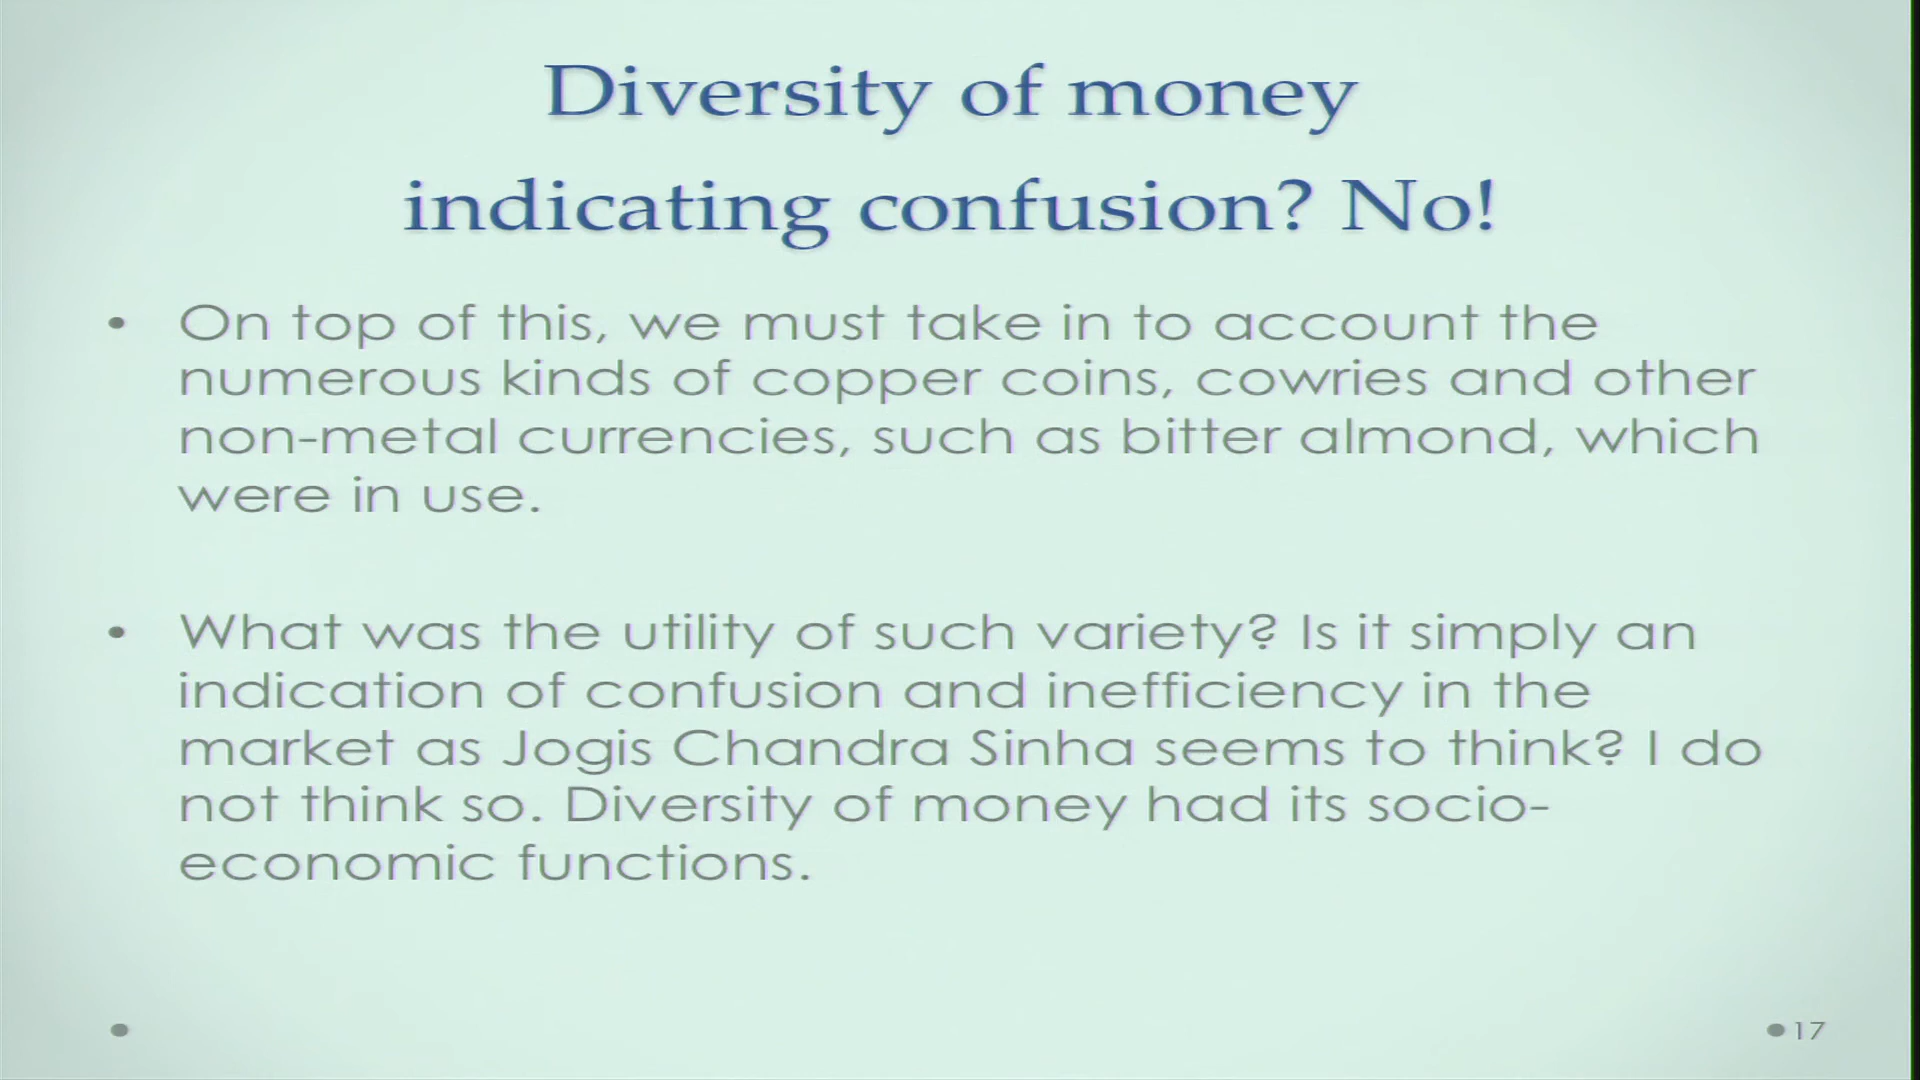 Diversity of money
indicating confusion? No!
• On top of this, we must take in to account the
numerous kinds of copper coins, cowries and other
non-metal currencies, such as bitter almond, which
were in use.
• What was the utility of such variety? Is it simply an
indication of confusion and inefficiency in the
market as Jogis Chandra Sinha seems to think? I do
not think so. Diversity of money had its socio-
economic functions.
17